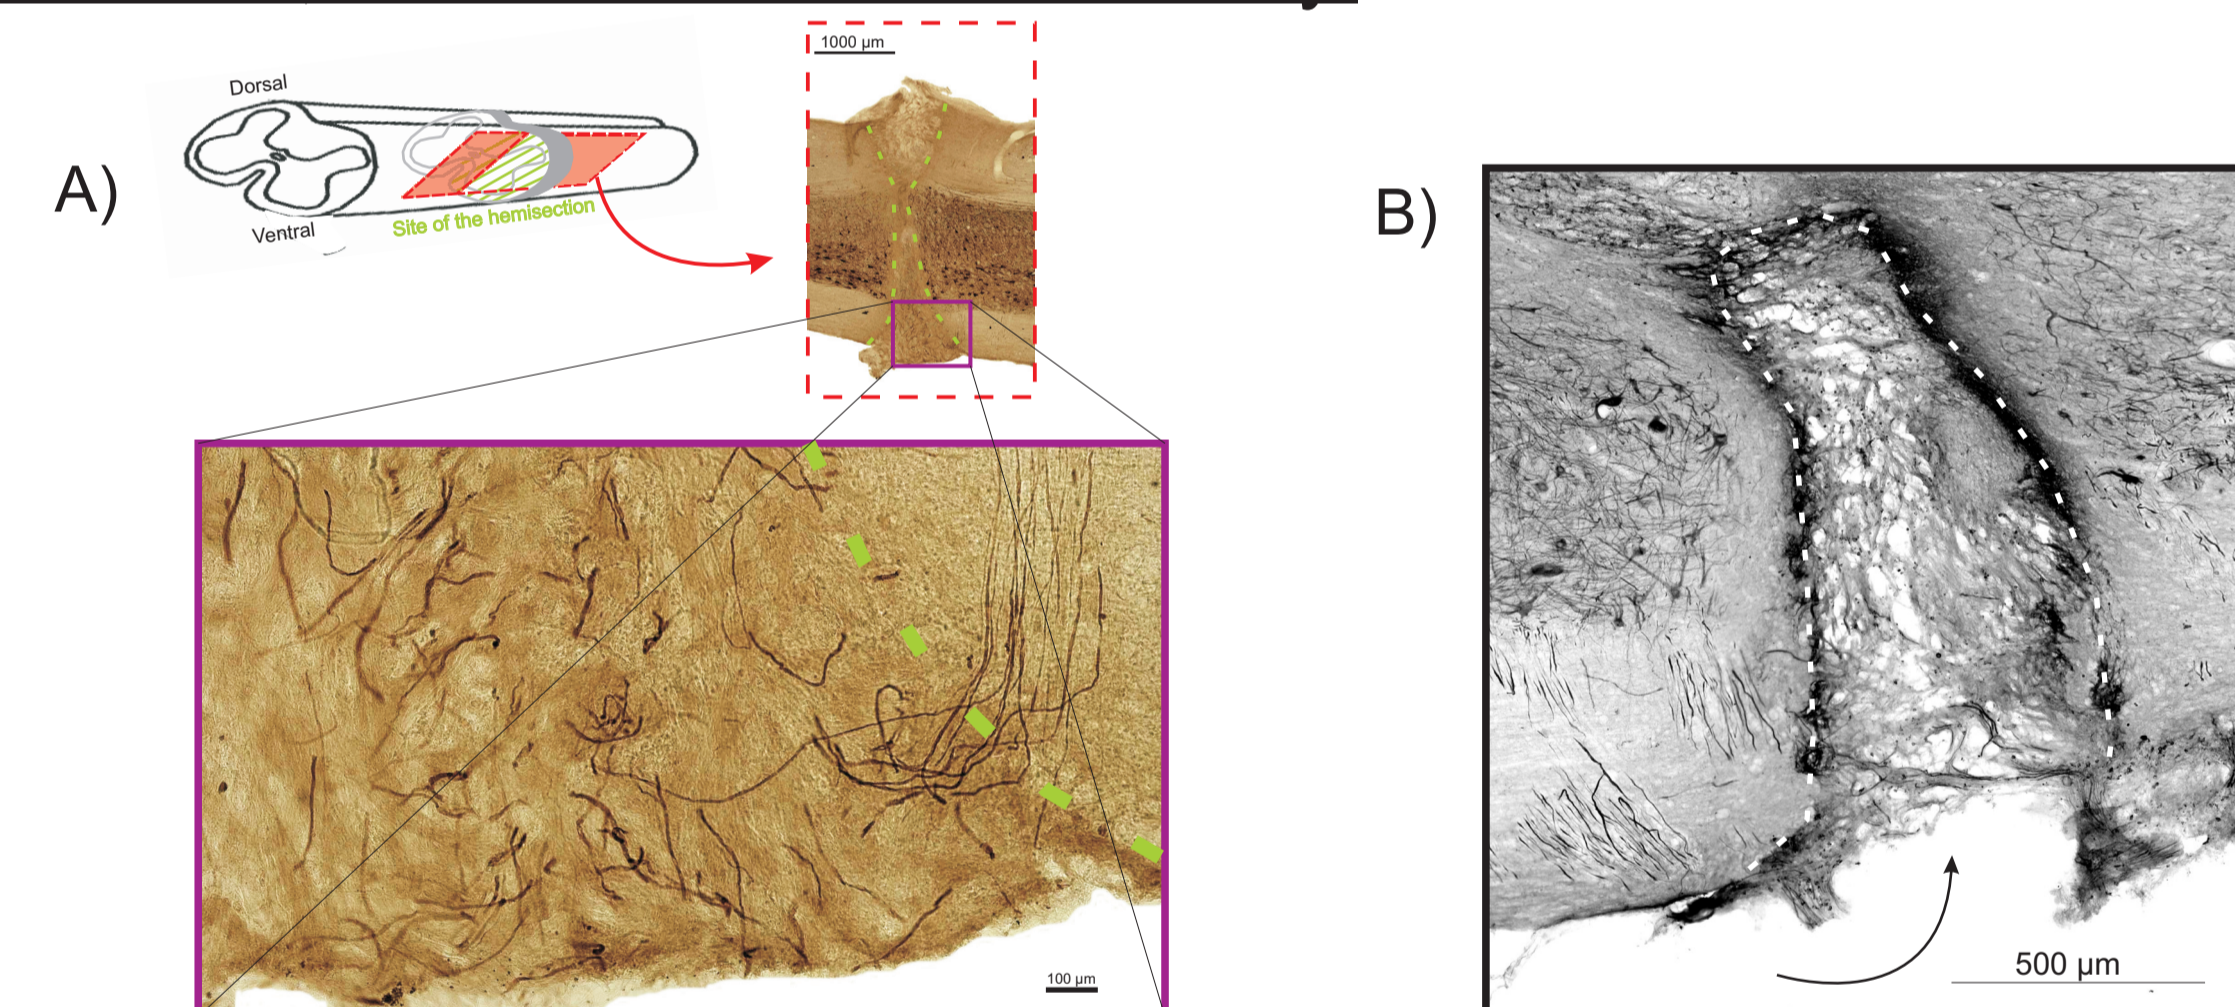 A)
Dorsal
Ventral
Site of the hemisection
1000 µm
100 µm
B)
500 µm